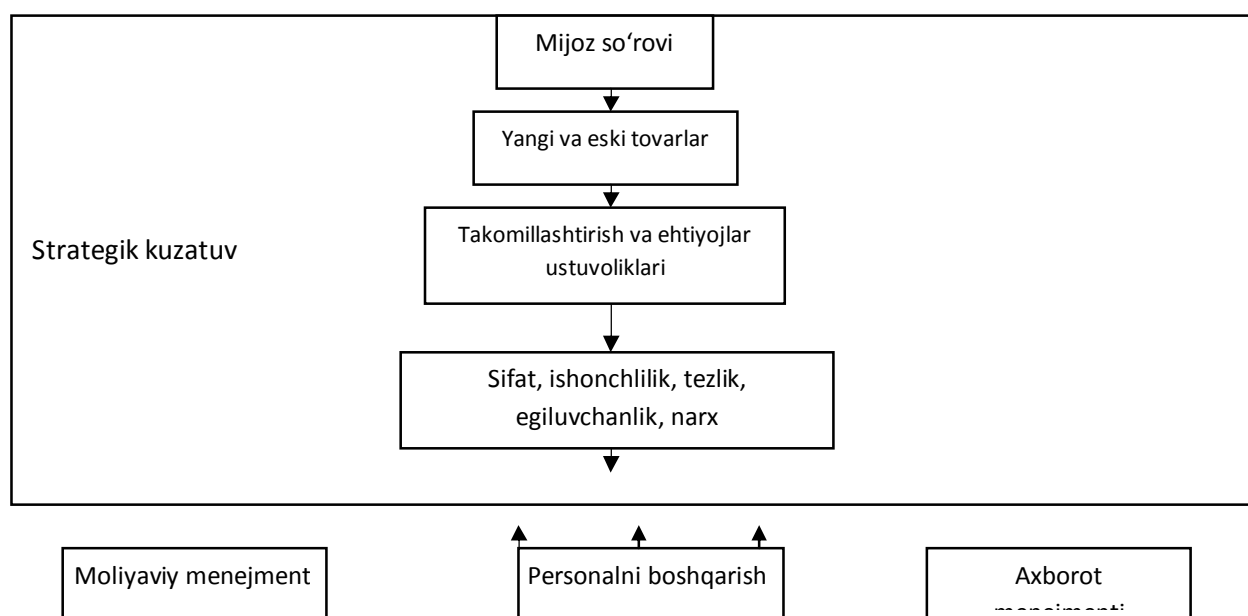 Mijoz so‘rovi
Yangi va eski tovarlar
Takomillashtirish va ehtiyojlar
ustuvoliklari
Strategik kuzatuv
Sifat, ishonchlilik, tezlik,
egiluvchanlik, narx
Moliyaviy menejment
Personalni boshqarish
Axborot